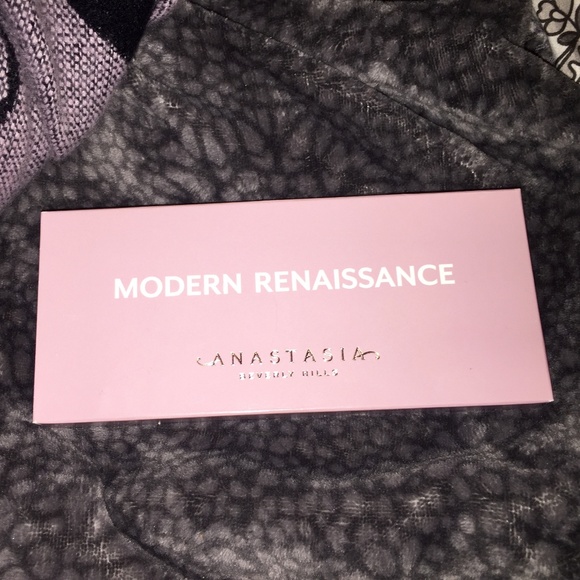 MODERN RENAISSANCE
ANASTASIA
BEVERLY HILLS